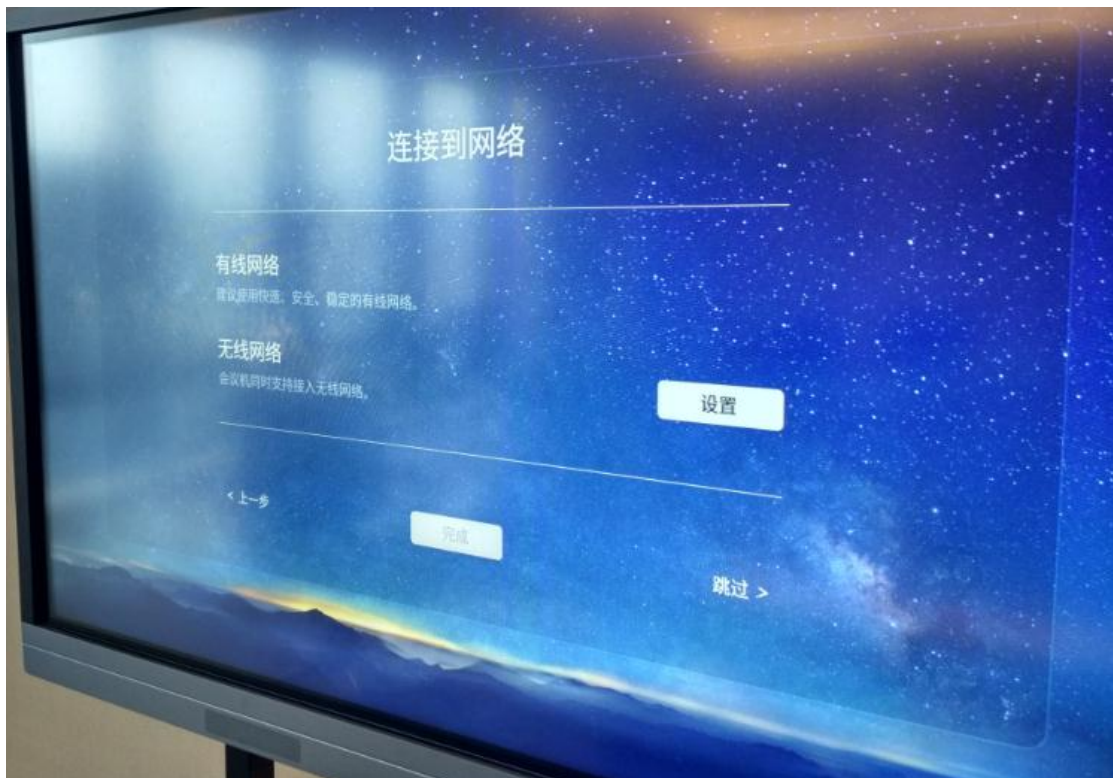 连接到网络
有线网络
建议使用快速、安全、稳定的有线网络。
无线网络
会议机同时支持接入无线网络。
设置
< 上一步
完成
跳过 >